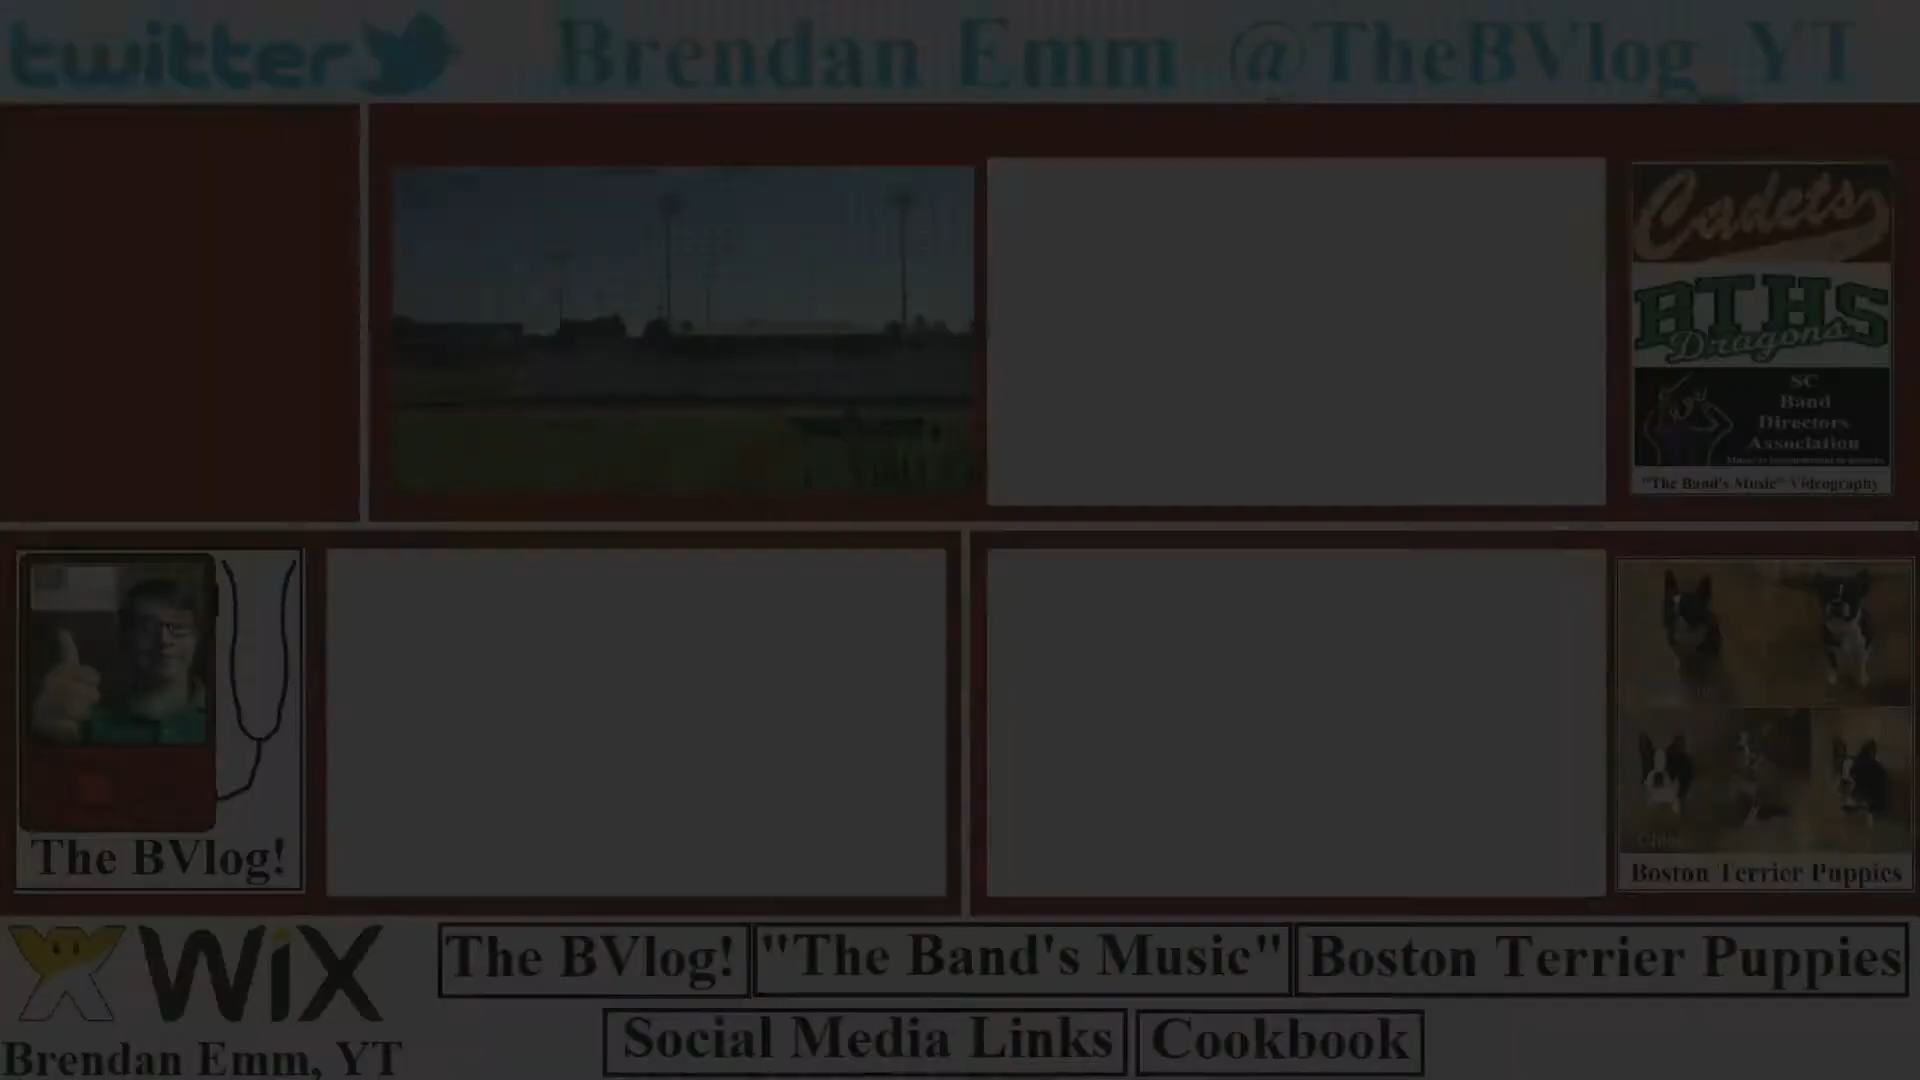 twitter Brendan Emm @TheBVlog_YT
Cadets
BTHS
Dragons
SC
Band
Directors
Association
"The Band's Music" Videography
The BVlog!
Boston Terrier Puppies
WiX
Brendan Emm, YT
The BVlog! "The Band's Music" Boston Terrier Puppies
Social Media Links Cookbook